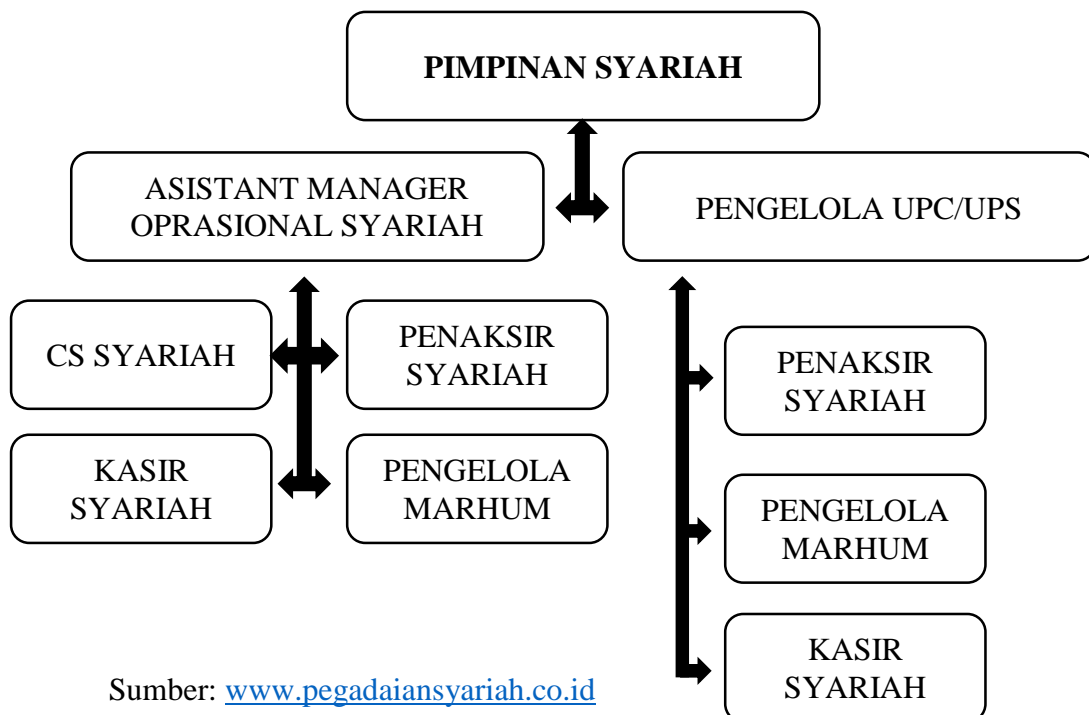 PIMPINAN SYARIAH
ASISTANT MANAGER
OPRASIONAL SYARIAH
PENGELOLA UPC/UPS
CS SYARIAH
PENAKSIR
SYARIAH
KASIR
SYARIAH
PENGELOLA
MARHUM
PENAKSIR
SYARIAH
PENGELOLA
MARHUM
KASIR
SYARIAH
Sumber: www.pegadaiansyariah.co.id